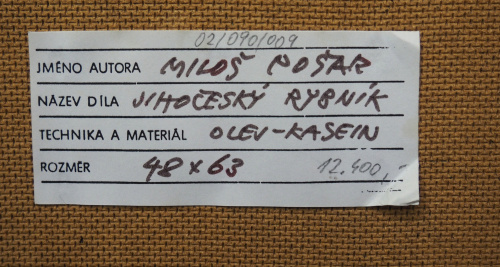 02/090/009
JMÉNO AUTORA MILOŠ POŠAR
NÁZEV DÍLA JIHOČESKÝ RYBNÍK
TECHNIKA A MATERIÁL OLEJ-KASEIN
ROZMĚR 48 x 63 12.400,-